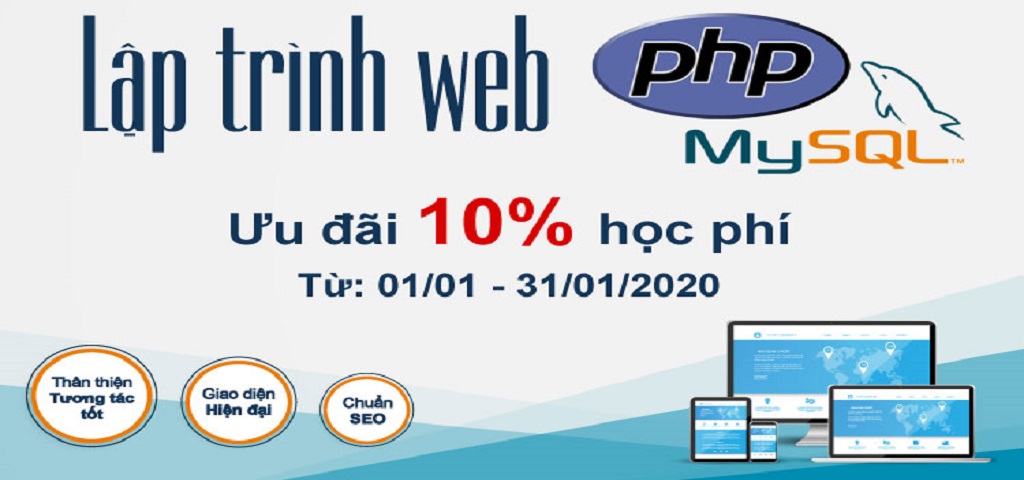 Lập trình web
php
MySQL™
Ưu đãi 10% học phí
Từ: 01/01 - 31/01/2020
Thân thiện
Tương tác
tốt
Giao diện
Hiện đại
Chuẩn
SEO